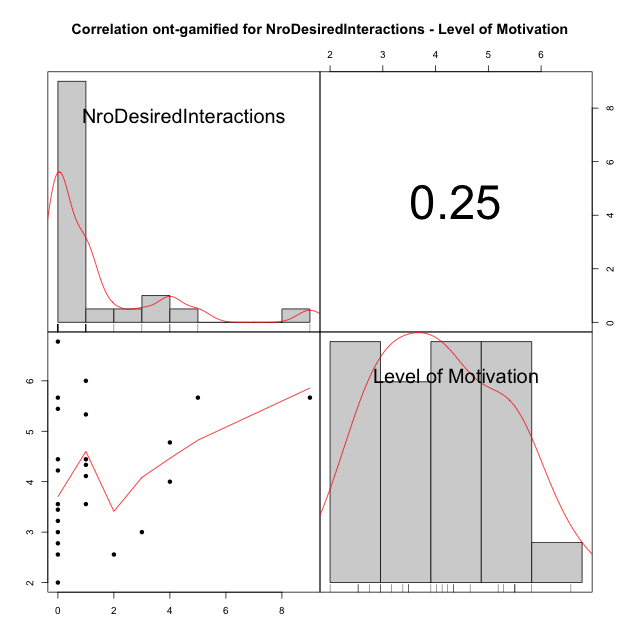 Correlation ont-gamified for NroDesiredInteractions - Level of Motivation
2 3 4 5 6
NroDesiredInteractions
0.25
0 2 4 6 8
Level of Motivation
2 3 4 5 6
0 2 4 6 8